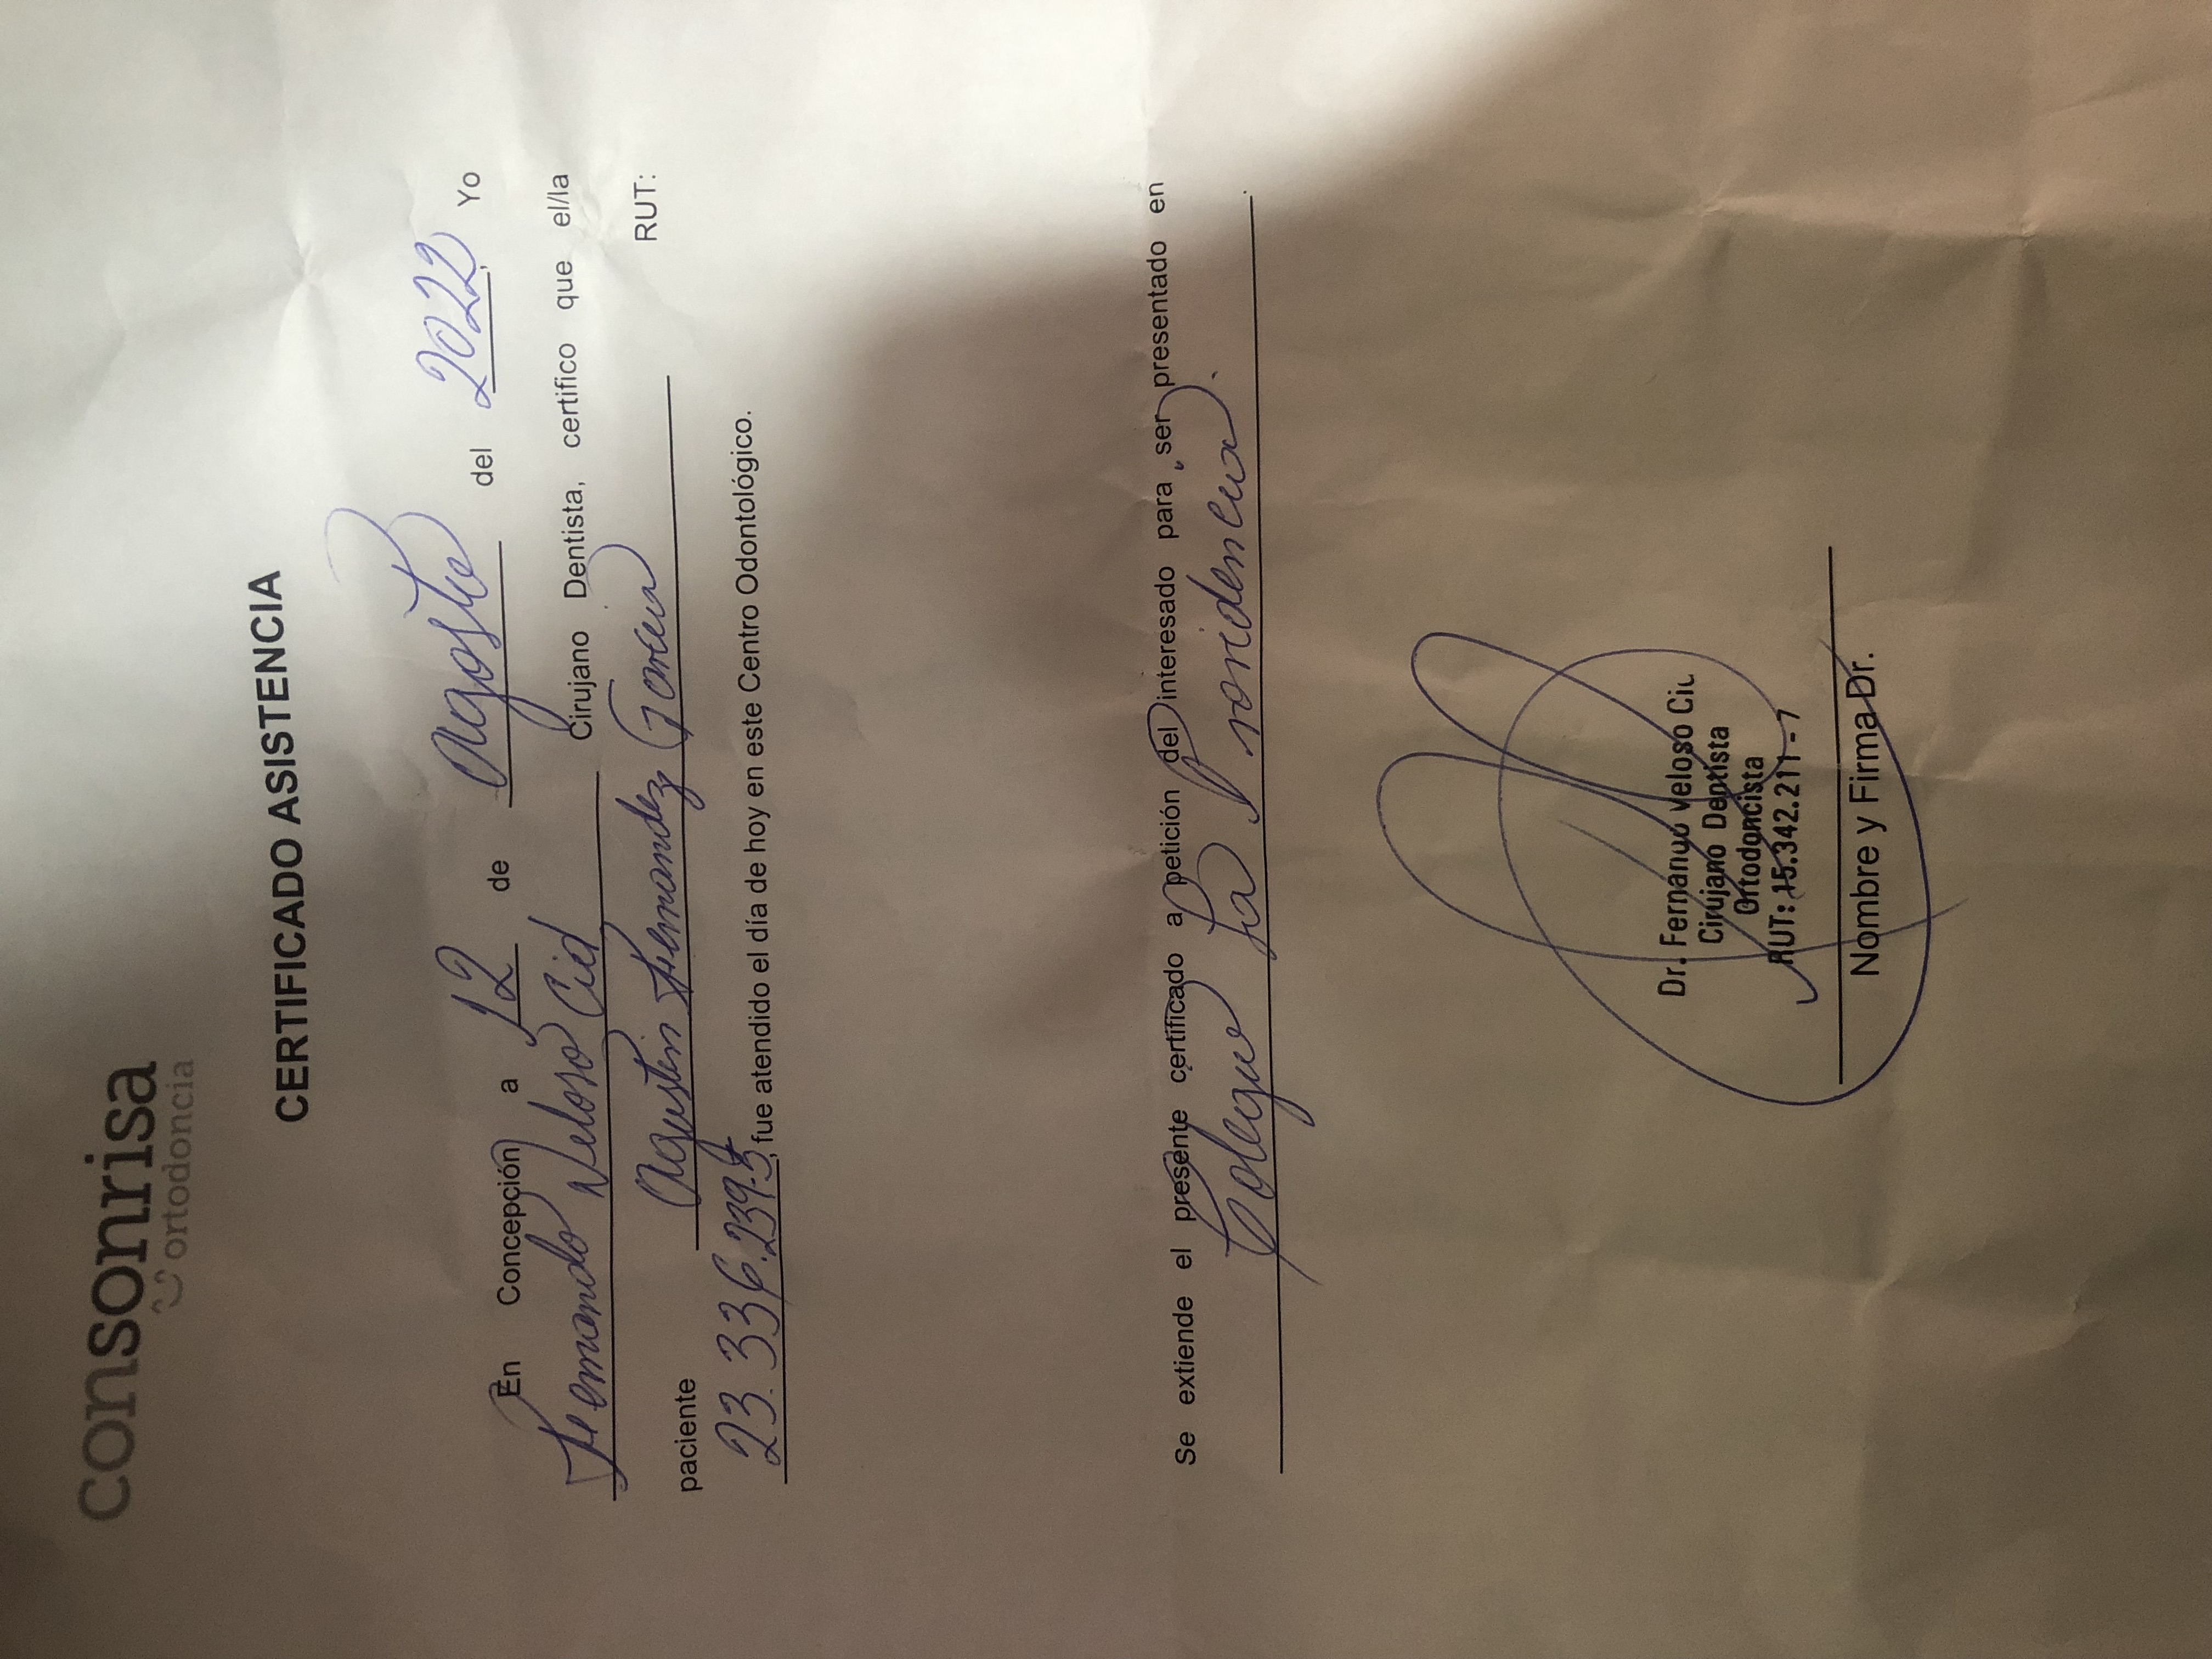 consonrisa
ortodoncia
CERTIFICADO ASISTENCIA
En Concepción a 12 de Agosto del 2022, Yo
Fernando Veloso Cid Cirujano Dentista, certifico que el/la
paciente Agustin Fernandez Garcia RUT:
23.336.239-, fue atendido el día de hoy en este Centro Odontológico.
Se extiende el presente certificado a petición del interesado para ser presentado en
Colegio La Providencia.
Dr. Fernando Veloso Cid
Cirujano Dentista
Ortodoncista
RUT: 15.342.211-7
Nombre y Firma Dr.